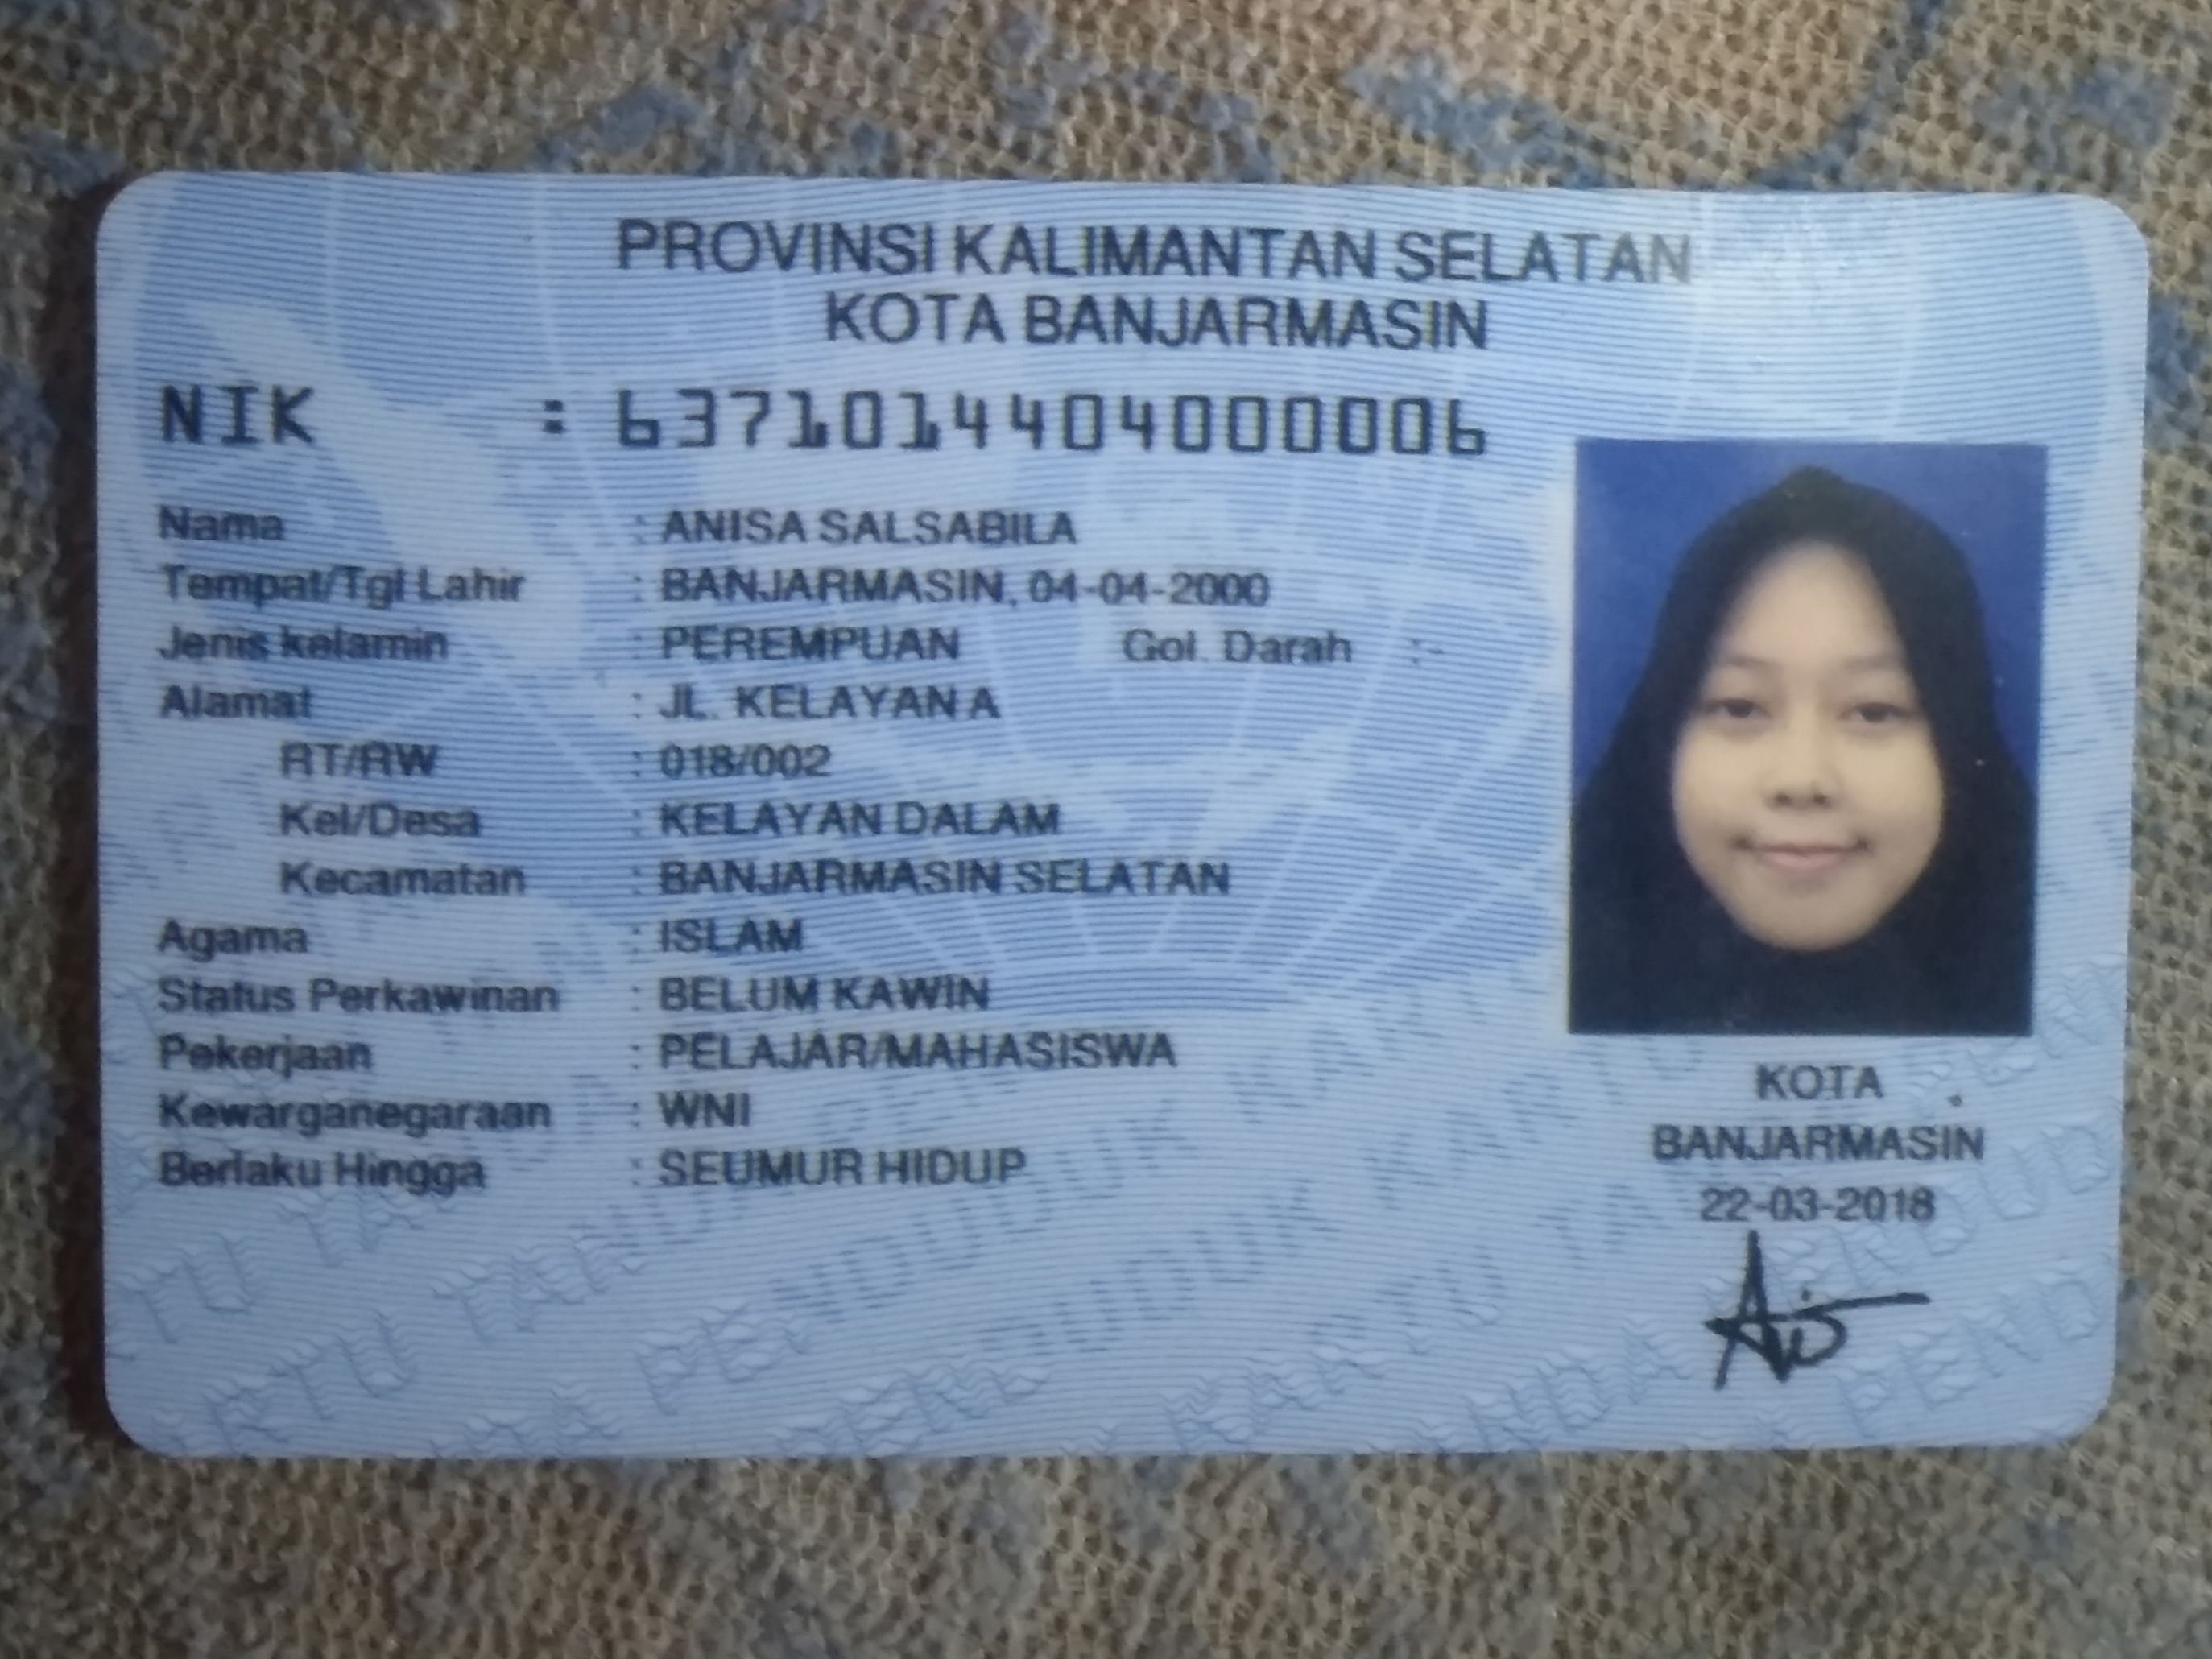 PROVINSI KALIMANTAN SELATAN
KOTA BANJARMASIN
NIK : 6371014404000006
Nama : ANISA SALSABILA
Tempat/Tgl Lahir : BANJARMASIN, 04-04-2000
Jenis kelamin : PEREMPUAN Gol. Darah :-
Alamat : JL. KELAYAN A
RT/RW : 018/002
Kel/Desa : KELAYAN DALAM
Kecamatan : BANJARMASIN SELATAN
Agama : ISLAM
Status Perkawinan : BELUM KAWIN
Pekerjaan : PELAJAR/MAHASISWA
Kewarganegaraan : WNI
Berlaku Hingga : SEUMUR HIDUP
KOTA
BANJARMASIN
22-03-2018